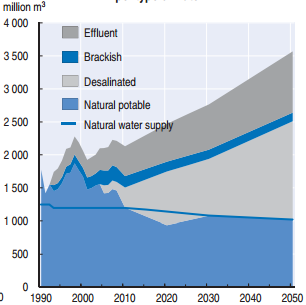 million m³
4 000
3 500
3 000
2 500
2 000
1 500
1 000
500
0
Effluent
Brackish
Desalinated
Natural potable
Natural water supply
0
1990 2000 2010 2020 2030 2040 2050